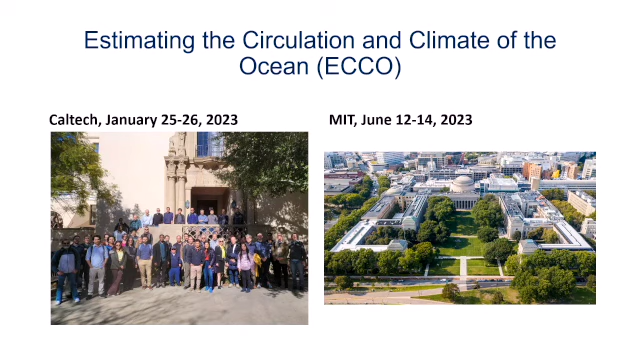 Estimating the Circulation and Climate of the
Ocean (ECCO)
Caltech, January 25-26, 2023
MIT, June 12-14, 2023